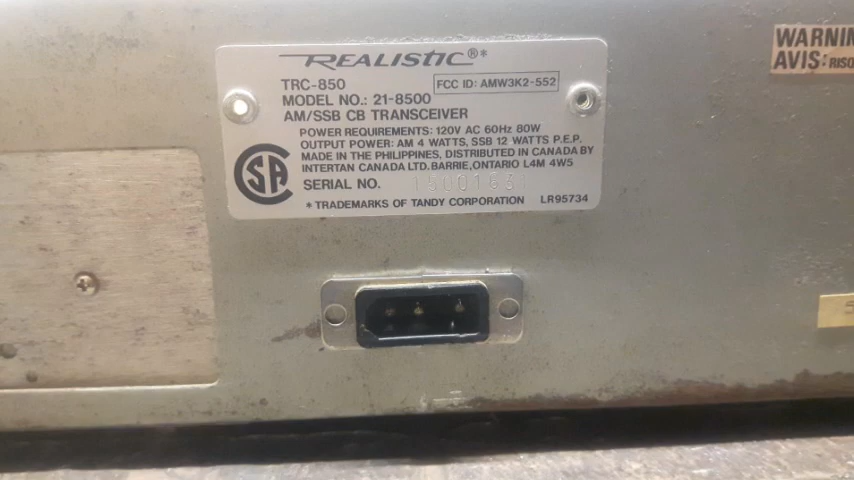 REALISTIC®*
TRC-850
FCC ID: AMW3K2-552
MODEL NO.: 21-8500
AM/SSB CB TRANSCEIVER
POWER REQUIREMENTS: 120V AC 60Hz 80W
OUTPUT POWER: AM 4 WATTS, SSB 12 WATTS P.E.P.
MADE IN THE PHILIPPINES, DISTRIBUTED IN CANADA BY
INTERTAN CANADA LTD. BARRIE, ONTARIO L4M 4W5
SERIAL NO.
* TRADEMARKS OF TANDY CORPORATION LR95734
AVIS: